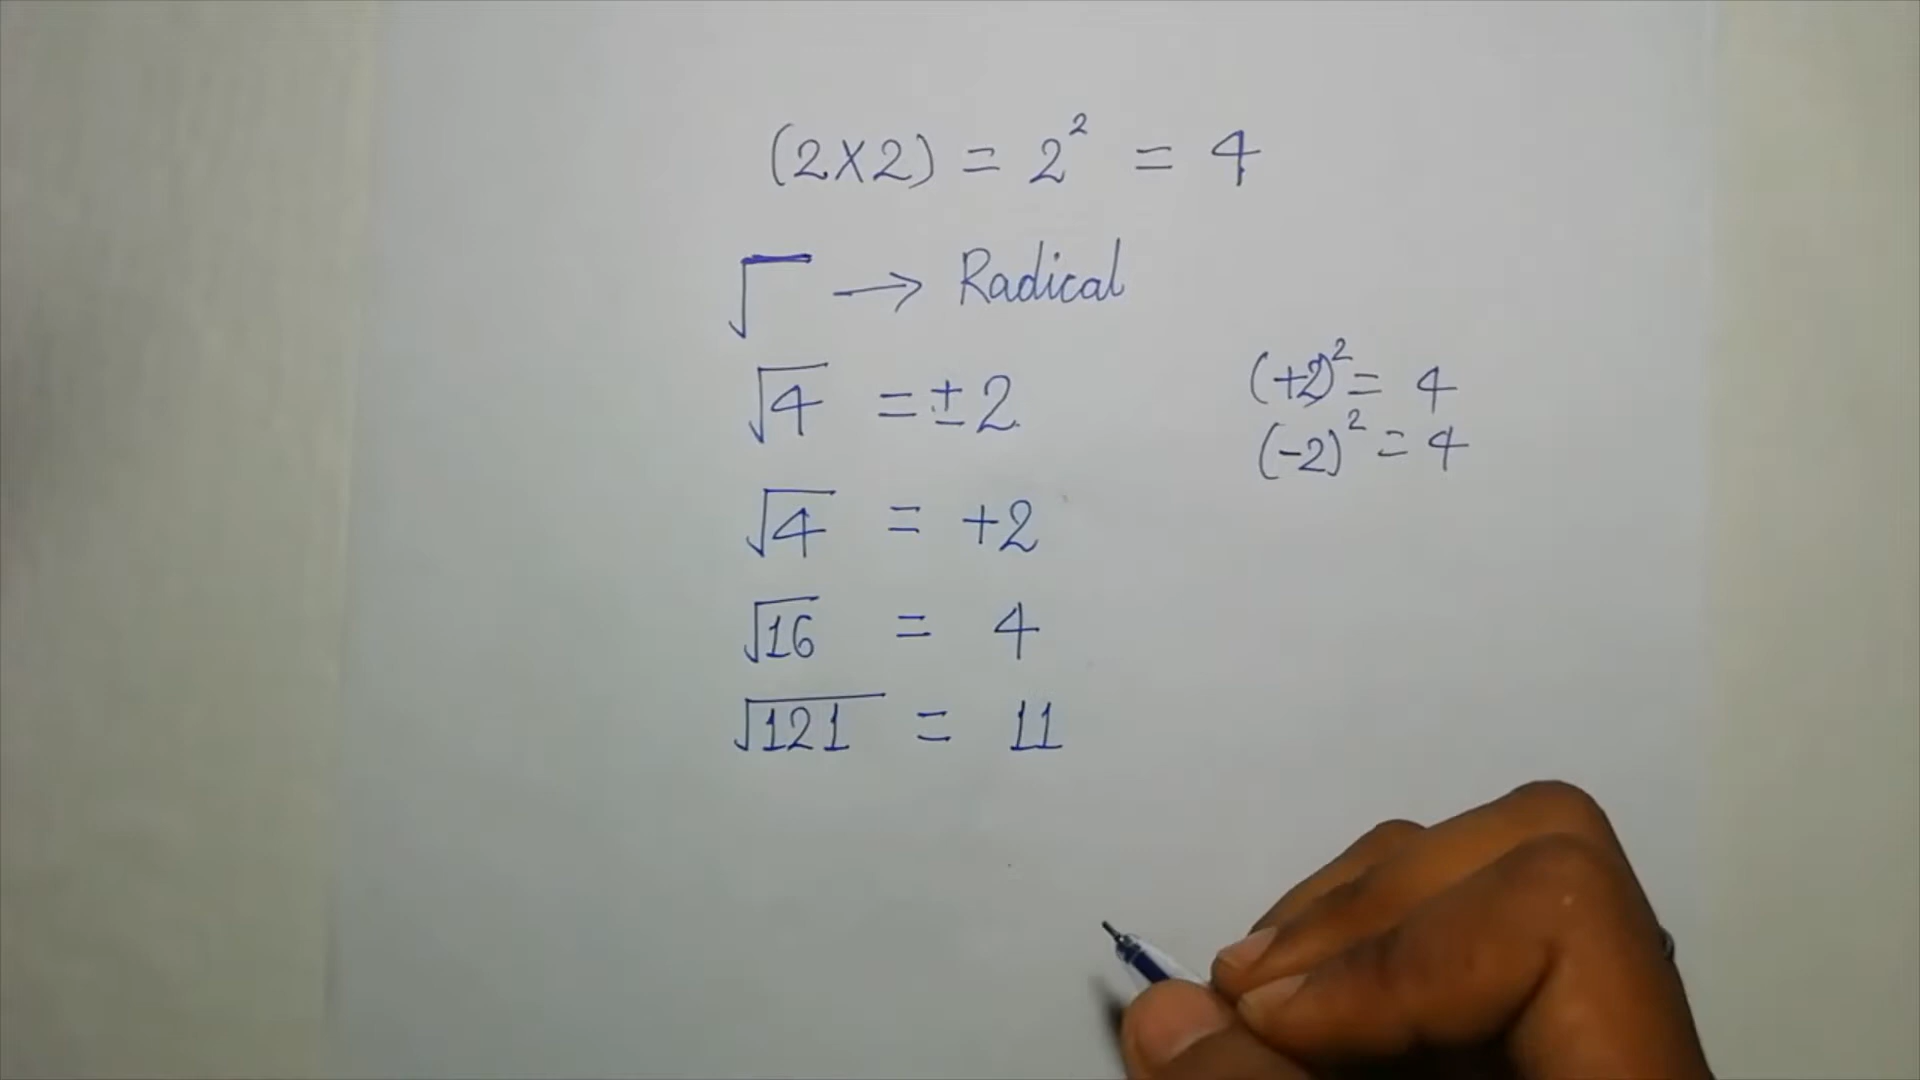 (2×2) = 2² = 4
√ → Radical
√4 = ±2
(+2)² = 4
(-2)² = 4
√4 = +2
√16 = 4
√121 = 11